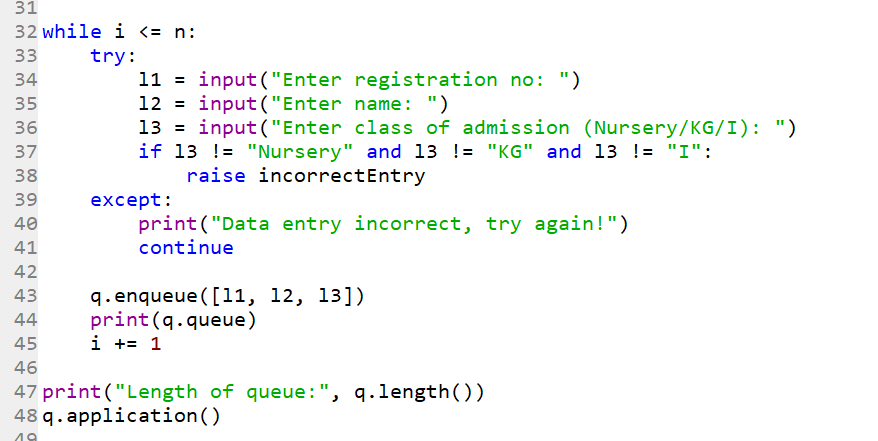 31
32 while i <= n:
33     try:
34         l1 = input("Enter registration no: ")
35         l2 = input("Enter name: ")
36         l3 = input("Enter class of admission (Nursery/KG/I): ")
37         if l3 != "Nursery" and l3 != "KG" and l3 != "I":
38             raise incorrectEntry
39     except:
40         print("Data entry incorrect, try again!")
41         continue
42
43     q.enqueue([l1, l2, l3])
44     print(q.queue)
45     i += 1
46
47 print("Length of queue:", q.length())
48 q.application()
49